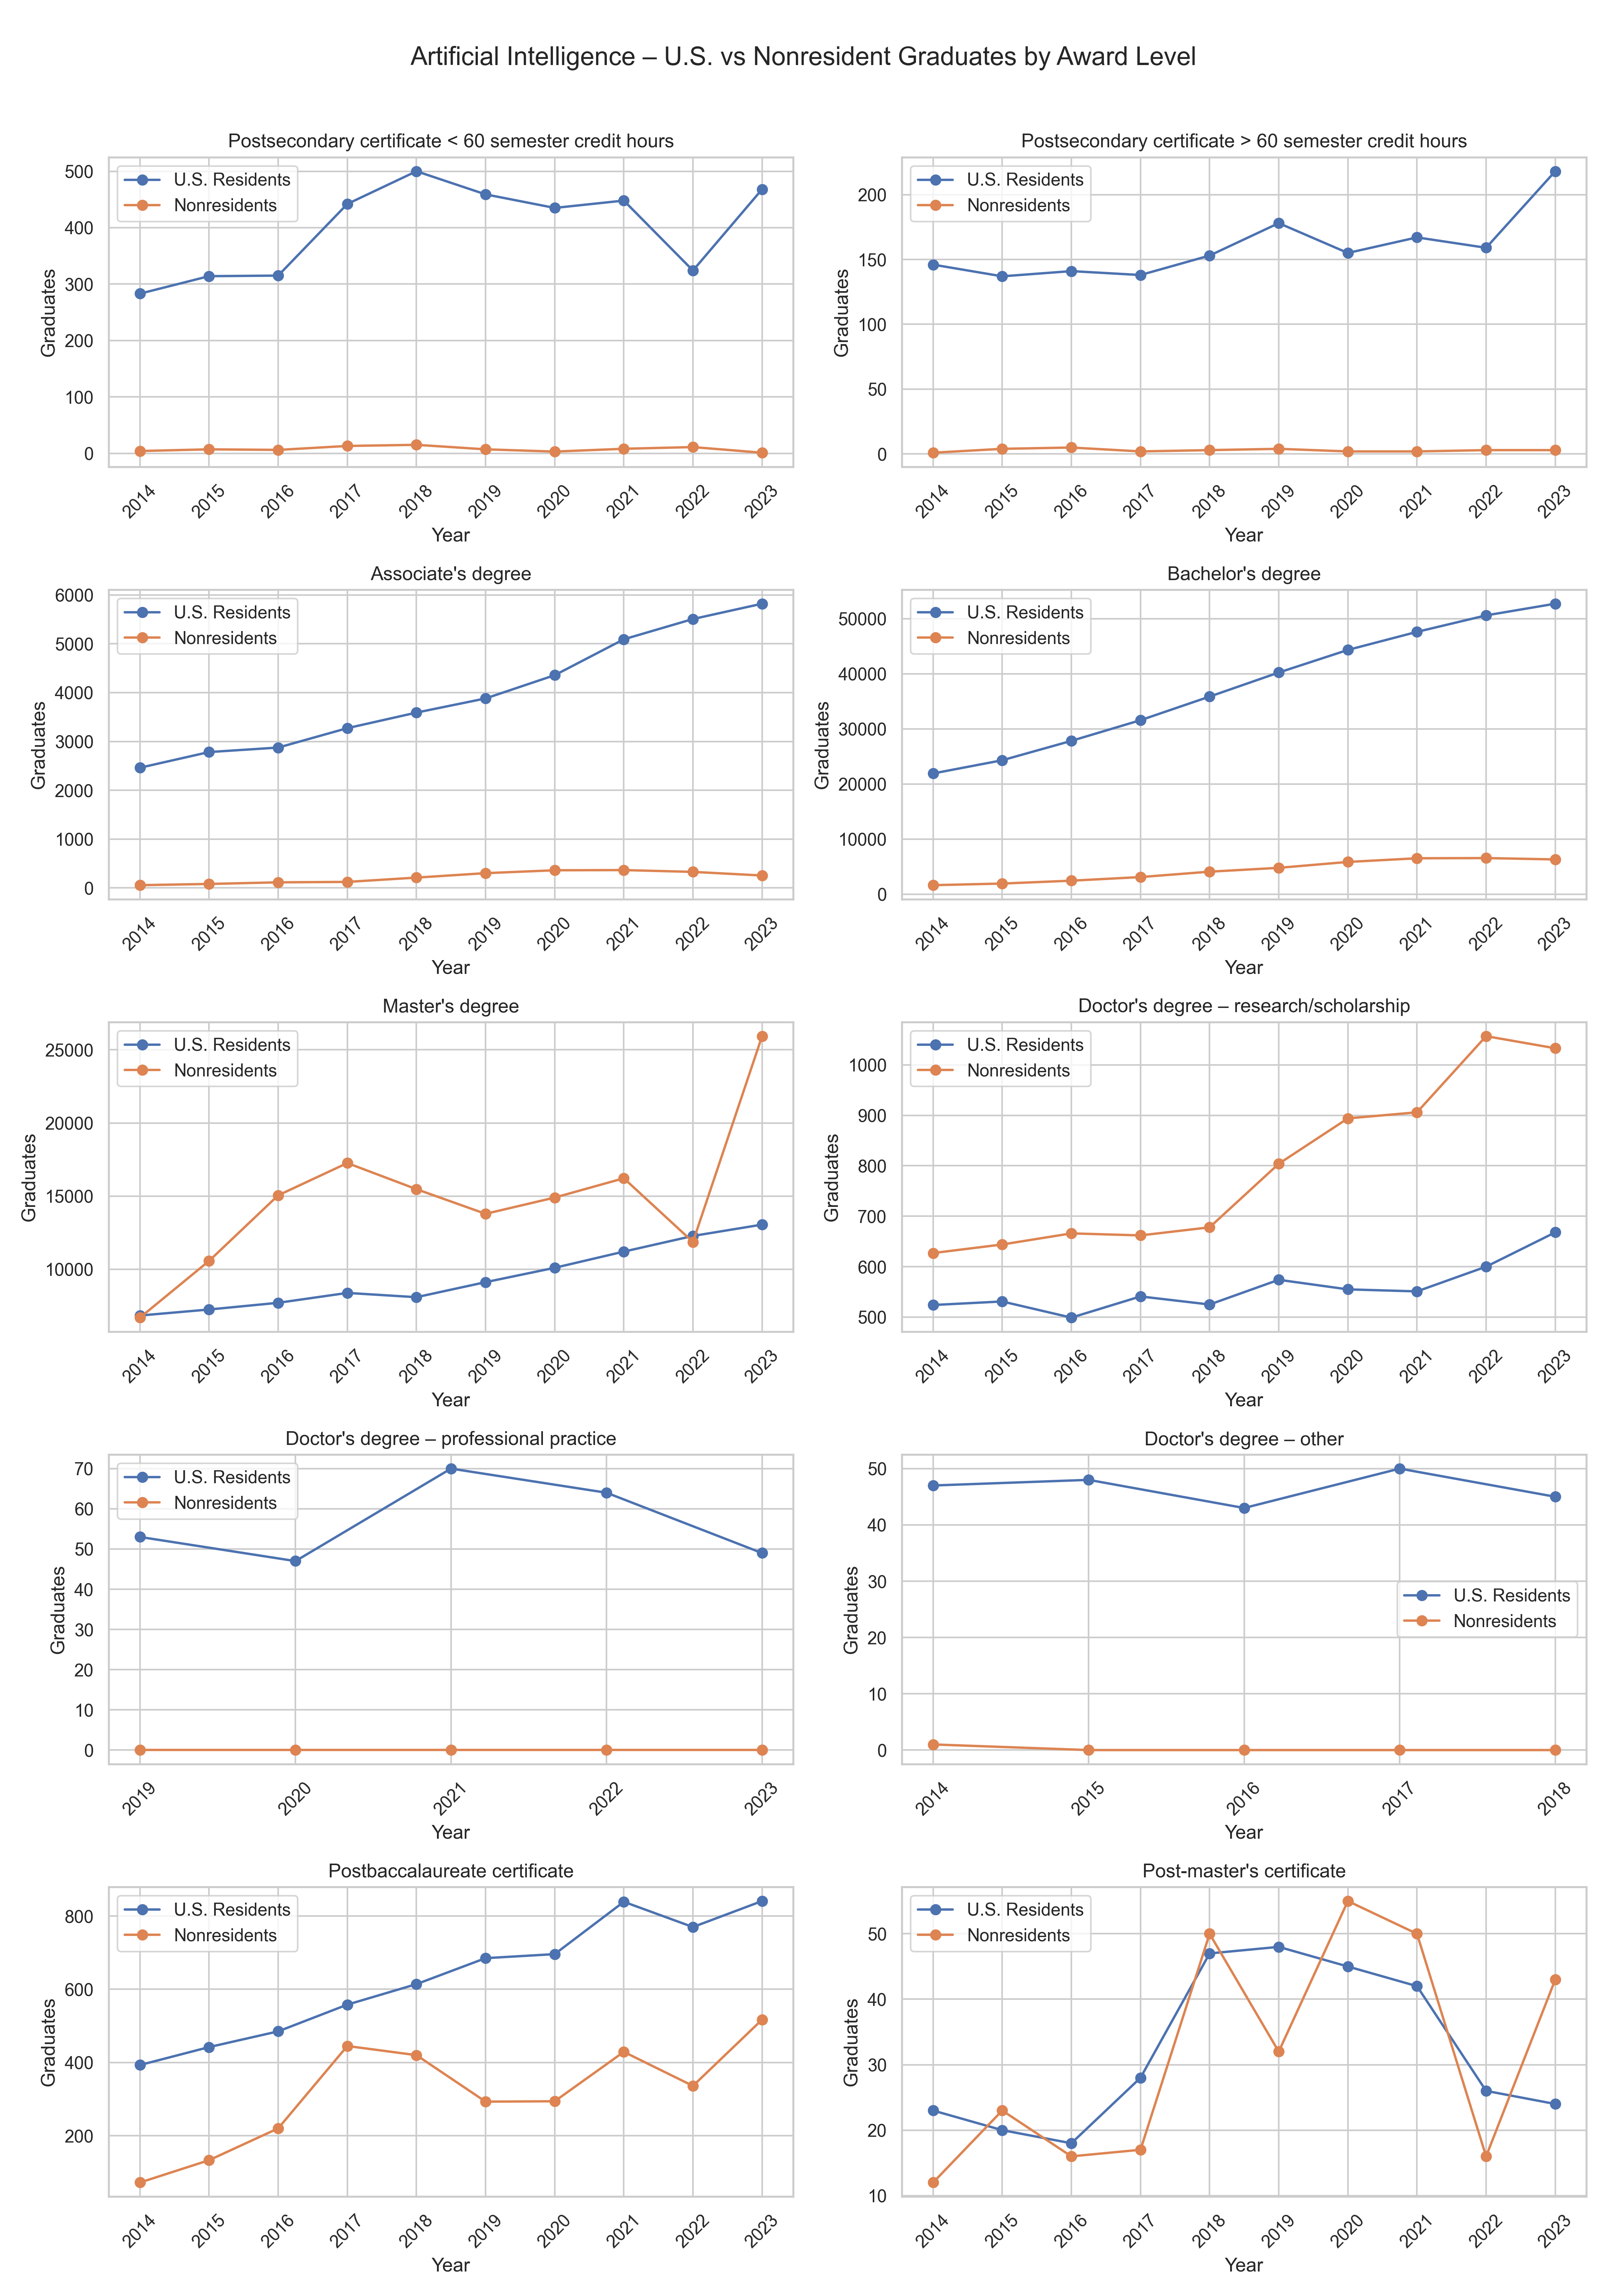 Artificial Intelligence – U.S. vs Nonresident Graduates by Award Level
Postsecondary certificate < 60 semester credit hours
U.S. Residents
Nonresidents
500
400
300
200
100
0
Graduates
2014 2015 2016 2017 2018 2019 2020 2021 2022 2023
Year
Postsecondary certificate > 60 semester credit hours
U.S. Residents
Nonresidents
200
150
100
50
0
Graduates
2014 2015 2016 2017 2018 2019 2020 2021 2022 2023
Year
Associate's degree
U.S. Residents
Nonresidents
6000
5000
4000
3000
2000
1000
0
Graduates
2014 2015 2016 2017 2018 2019 2020 2021 2022 2023
Year
Bachelor's degree
U.S. Residents
Nonresidents
50000
40000
30000
20000
10000
0
Graduates
2014 2015 2016 2017 2018 2019 2020 2021 2022 2023
Year
Master's degree
U.S. Residents
Nonresidents
25000
20000
15000
10000
Graduates
2014 2015 2016 2017 2018 2019 2020 2021 2022 2023
Year
Doctor's degree – research/scholarship
U.S. Residents
Nonresidents
1000
900
800
700
600
500
Graduates
2014 2015 2016 2017 2018 2019 2020 2021 2022 2023
Year
Doctor's degree – professional practice
U.S. Residents
Nonresidents
70
60
50
40
30
20
10
0
Graduates
2019 2020 2021 2022 2023
Year
Doctor's degree – other
U.S. Residents
Nonresidents
50
40
30
20
10
0
Graduates
2014 2015 2016 2017 2018
Year
Postbaccalaureate certificate
U.S. Residents
Nonresidents
800
600
400
200
Graduates
2014 2015 2016 2017 2018 2019 2020 2021 2022 2023
Year
Post-master's certificate
U.S. Residents
Nonresidents
50
40
30
20
10
Graduates
2014 2015 2016 2017 2018 2019 2020 2021 2022 2023
Year